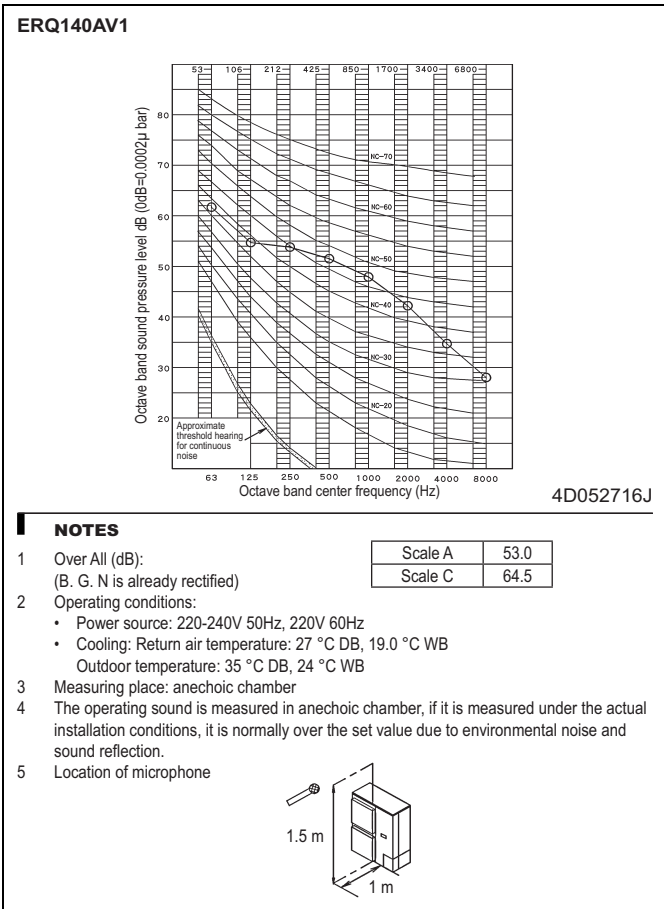 ERQ140AV1
53 106 212 425 850 1700 3400 6800
Octave band sound pressure level dB (0dB=0.0002µ bar)
80
70
60
50
40
30
20
NC-70
NC-60
NC-50
NC-40
NC-30
NC-20
Approximate
threshold hearing
for continuous
noise
63 125 250 500 1000 2000 4000 8000
Octave band center frequency (Hz)
4D052716J
NOTES
1 Over All (dB):
(B. G. N is already rectified)
Scale A 53.0
Scale C 64.5
2 Operating conditions:
• Power source: 220-240V 50Hz, 220V 60Hz
• Cooling: Return air temperature: 27 °C DB, 19.0 °C WB
Outdoor temperature: 35 °C DB, 24 °C WB
3 Measuring place: anechoic chamber
4 The operating sound is measured in anechoic chamber, if it is measured under the actual
installation conditions, it is normally over the set value due to environmental noise and
sound reflection.
5 Location of microphone
1.5 m
1 m